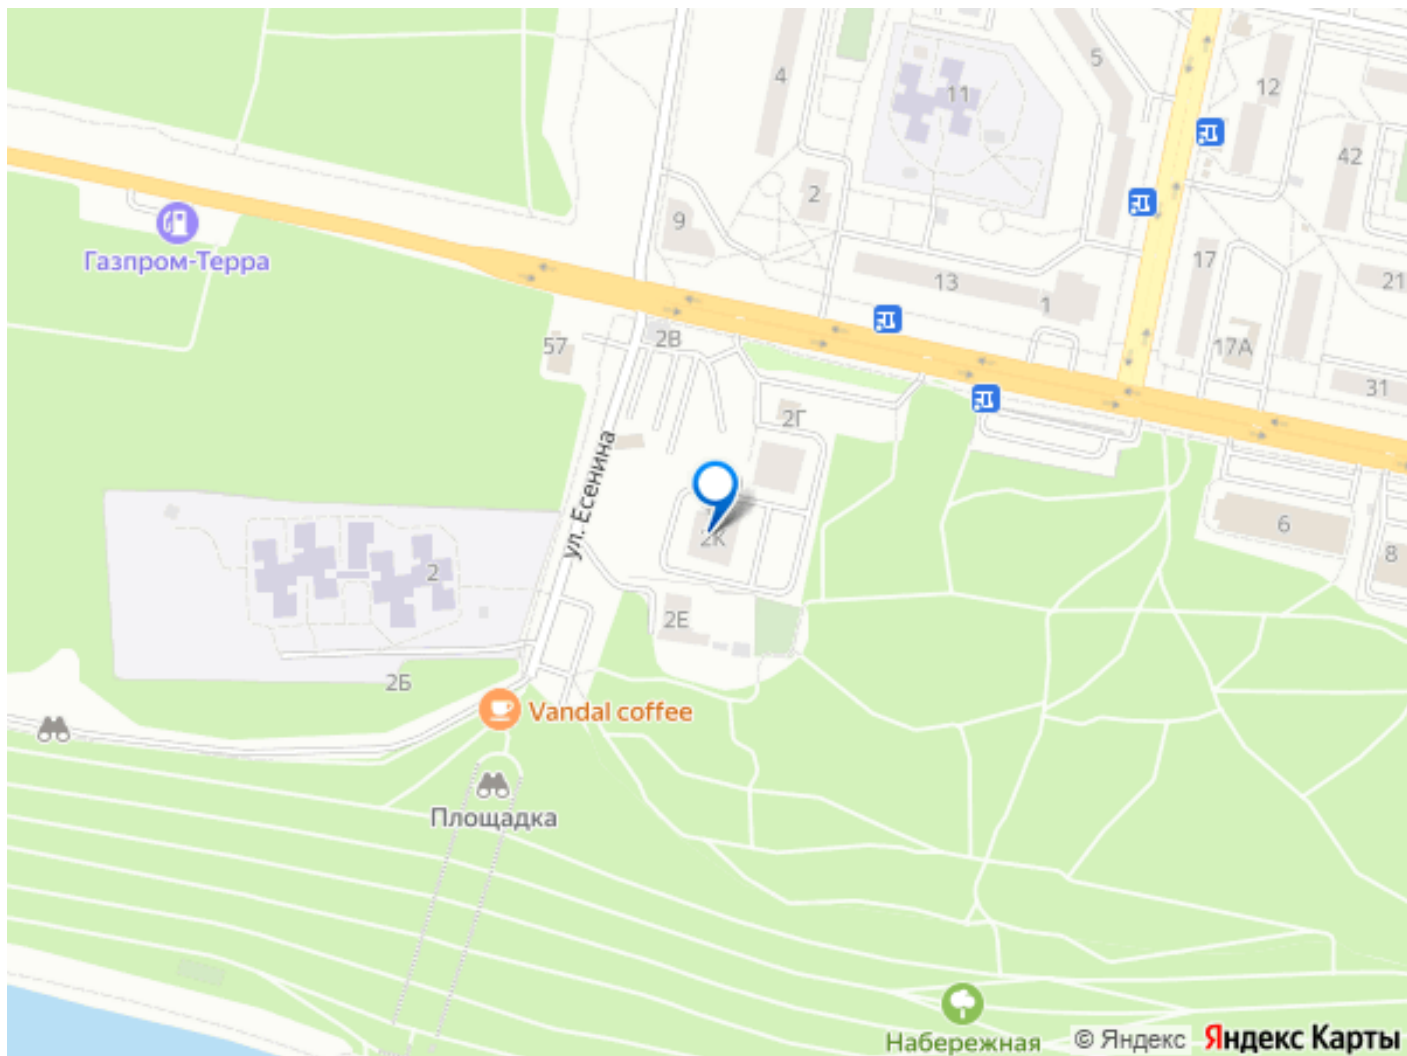 5
4
11
12
42
2
9
Газпром-Терра
17
13
21
1
2В
57
17А
31
2Г
ул. Есенина
6
2К
8
2
2Е
2Б
Vandal coffee
Площадка
Набережная
© Яндекс
Яндекс Карты